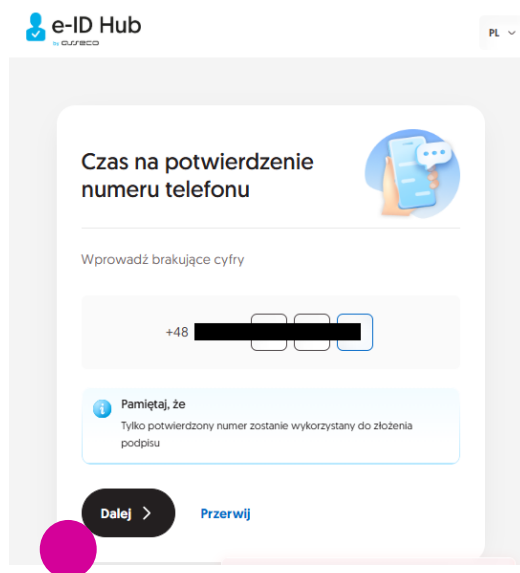 e-ID Hub
by asseco
PL
Czas na potwierdzenie
numeru telefonu
Wprowadź brakujące cyfry
+48
Pamiętaj, że
Tylko potwierdzony numer zostanie wykorzystany do złożenia
podpisu
Dalej
Przerwij